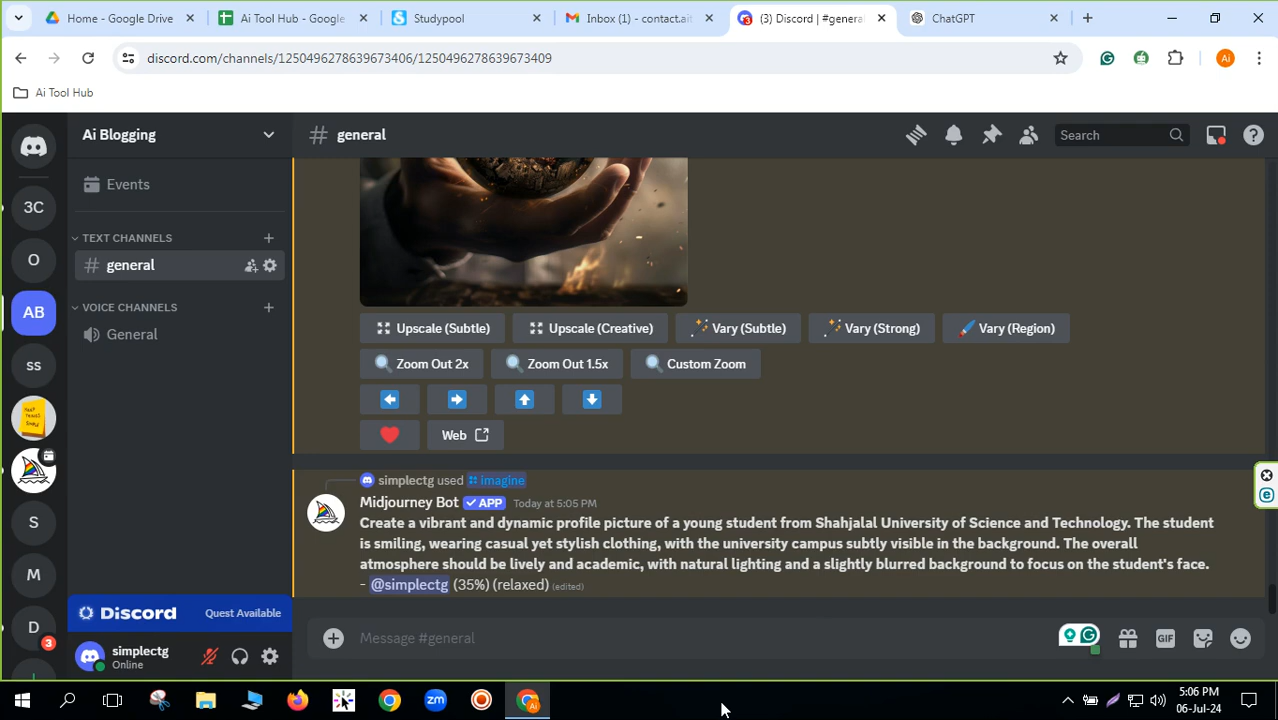 Home - Google Drive
Ai Tool Hub - Google
Studypool
Inbox (1) - contact.ait
(3) Discord | #genera
ChatGPT
discord.com/channels/1250496278639673406/1250496278639673409
Ai
Ai Tool Hub
Ai Blogging
general
Search
Events
3C
TEXT CHANNELS
O
general
VOICE CHANNELS
AB
General
Upscale (Subtle)
Upscale (Creative)
Vary (Subtle)
Vary (Strong)
Vary (Region)
ss
Zoom Out 2x
Zoom Out 1.5x
Custom Zoom
Web
simplectg used imagine
Midjourney Bot APP Today at 5:05 PM
Create a vibrant and dynamic profile picture of a young student from Shahjalal University of Science and Technology. The student
is smiling, wearing casual yet stylish clothing, with the university campus subtly visible in the background. The overall
atmosphere should be lively and academic, with natural lighting and a slightly blurred background to focus on the student's face.
- @simplectg (35%) (relaxed) (edited)
S
M
D
3
Discord
Quest Available
simplectg
Online
Message #general
GIF
zm
Ai
5:06 PM
06-Jul-24